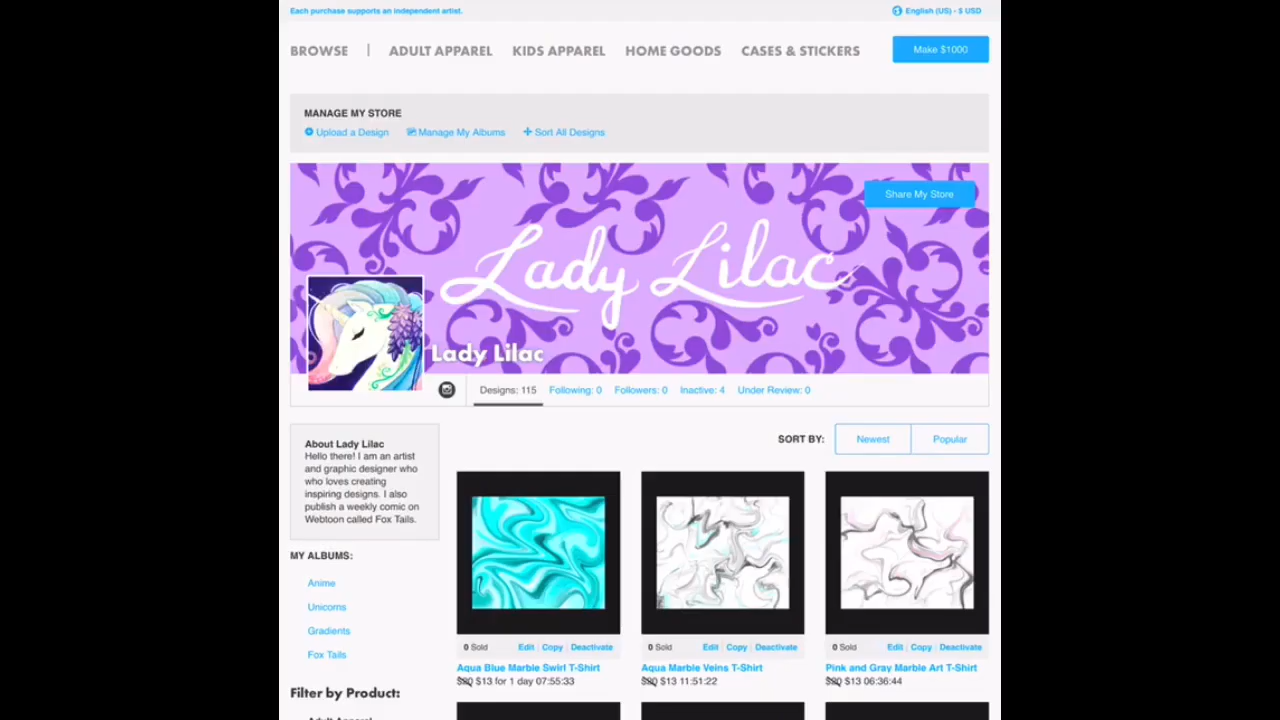 Each purchase supports an independent artist.
English (US) - $ USD
BROWSE | ADULT APPAREL KIDS APPAREL HOME GOODS CASES & STICKERS
Make $1000
MANAGE MY STORE
Upload a Design Manage My Albums Sort All Designs
Share My Store
Lady Lilac
Lady Lilac
Designs: 115 Following: 0 Followers: 0 Inactive: 4 Under Review: 0
About Lady Lilac
Hello there! I am an artist
and graphic designer who
who loves creating
inspiring designs. I also
publish a weekly comic on
Webtoon called Fox Tails.
MY ALBUMS:
Anime
Unicorns
Gradients
Fox Tails
Filter by Product:
Adult Apparel
SORT BY: Newest Popular
0 Sold Edit | Copy | Deactivate
Aqua Blue Marble Swirl T-Shirt
$20 $13 for 1 day 07:55:33
0 Sold Edit | Copy | Deactivate
Aqua Marble Veins T-Shirt
$20 $13 11:51:22
0 Sold Edit | Copy | Deactivate
Pink and Gray Marble Art T-Shirt
$20 $13 06:36:44